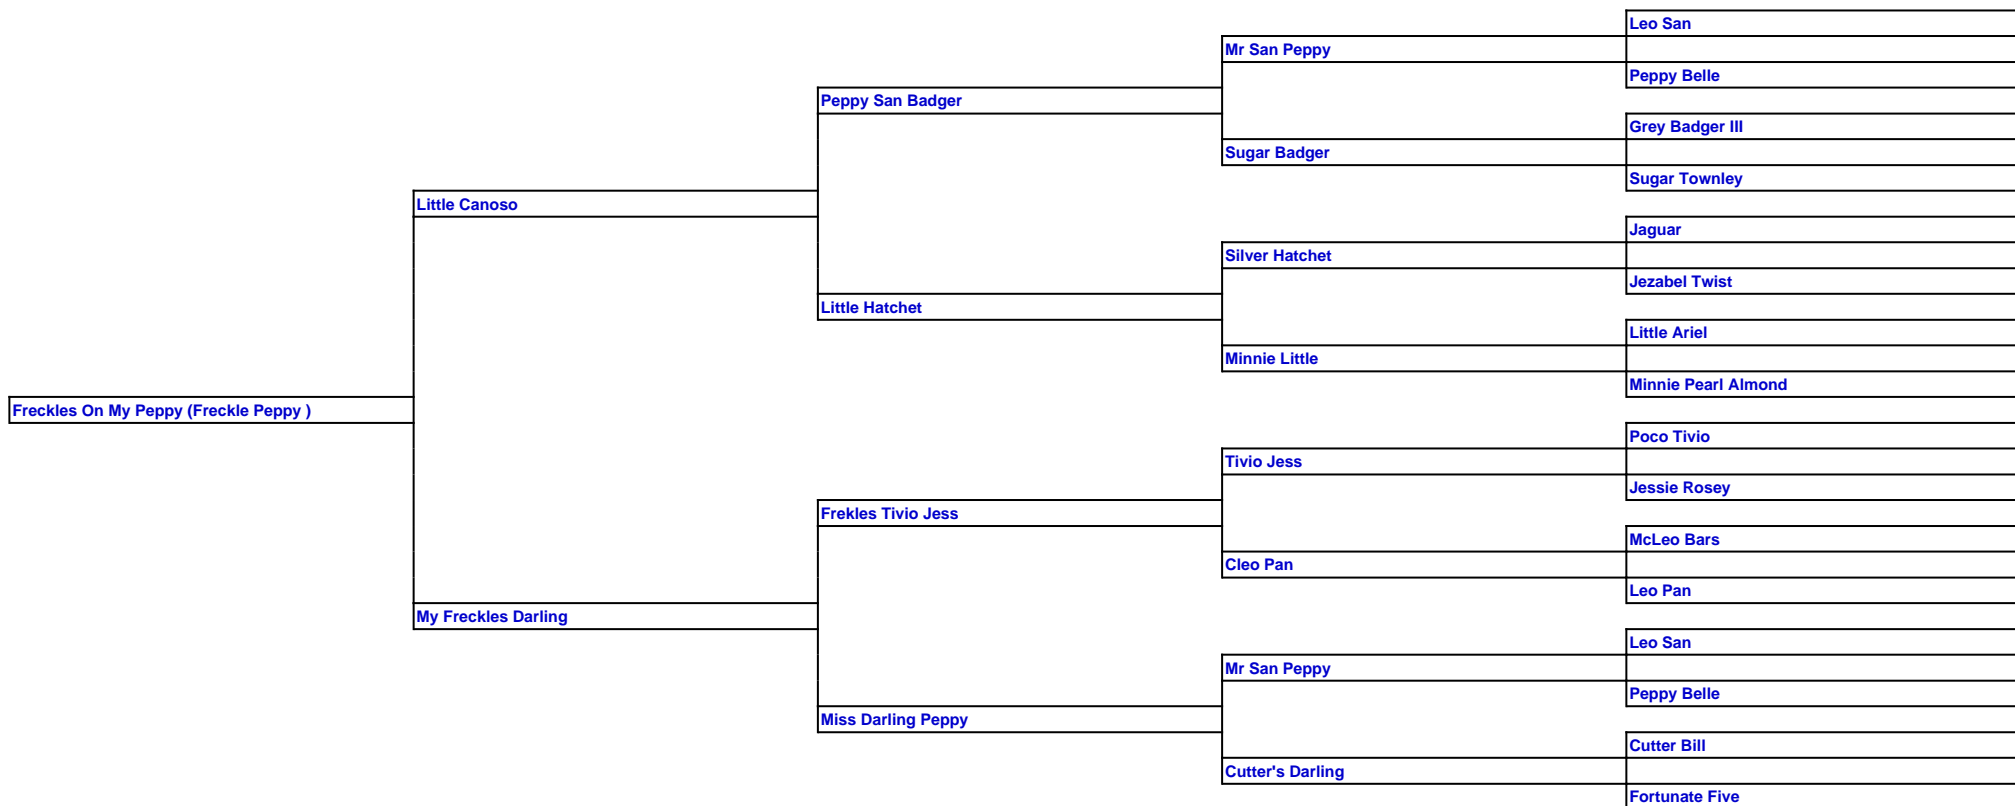 Leo San
Mr San Peppy
Peppy Belle
Peppy San Badger
Grey Badger III
Sugar Badger
Sugar Townley
Little Canoso
Jaguar
Silver Hatchet
Jezabel Twist
Little Hatchet
Little Ariel
Minnie Little
Minnie Pearl Almond
Freckles On My Peppy (Freckle Peppy )
Poco Tivio
Tivio Jess
Jessie Rosey
Frekles Tivio Jess
McLeo Bars
Cleo Pan
Leo Pan
My Freckles Darling
Leo San
Mr San Peppy
Peppy Belle
Miss Darling Peppy
Cutter Bill
Cutter's Darling
Fortunate Five